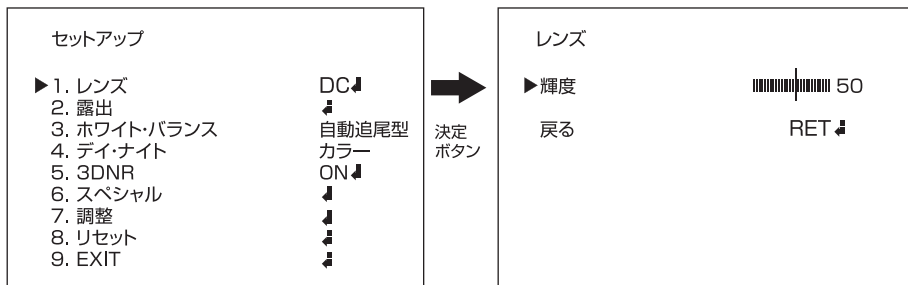 セットアップ
▶1. レンズ DC↲
2. 露出 ↲
3. ホワイト・バランス 自動追尾型
4. デイ・ナイト カラー
5. 3DNR ON↲
6. スペシャル ↲
7. 調整 ↲
8. リセット ↲
9. EXIT ↲
決定
ボタン
レンズ
▶輝度 50
戻る RET↲